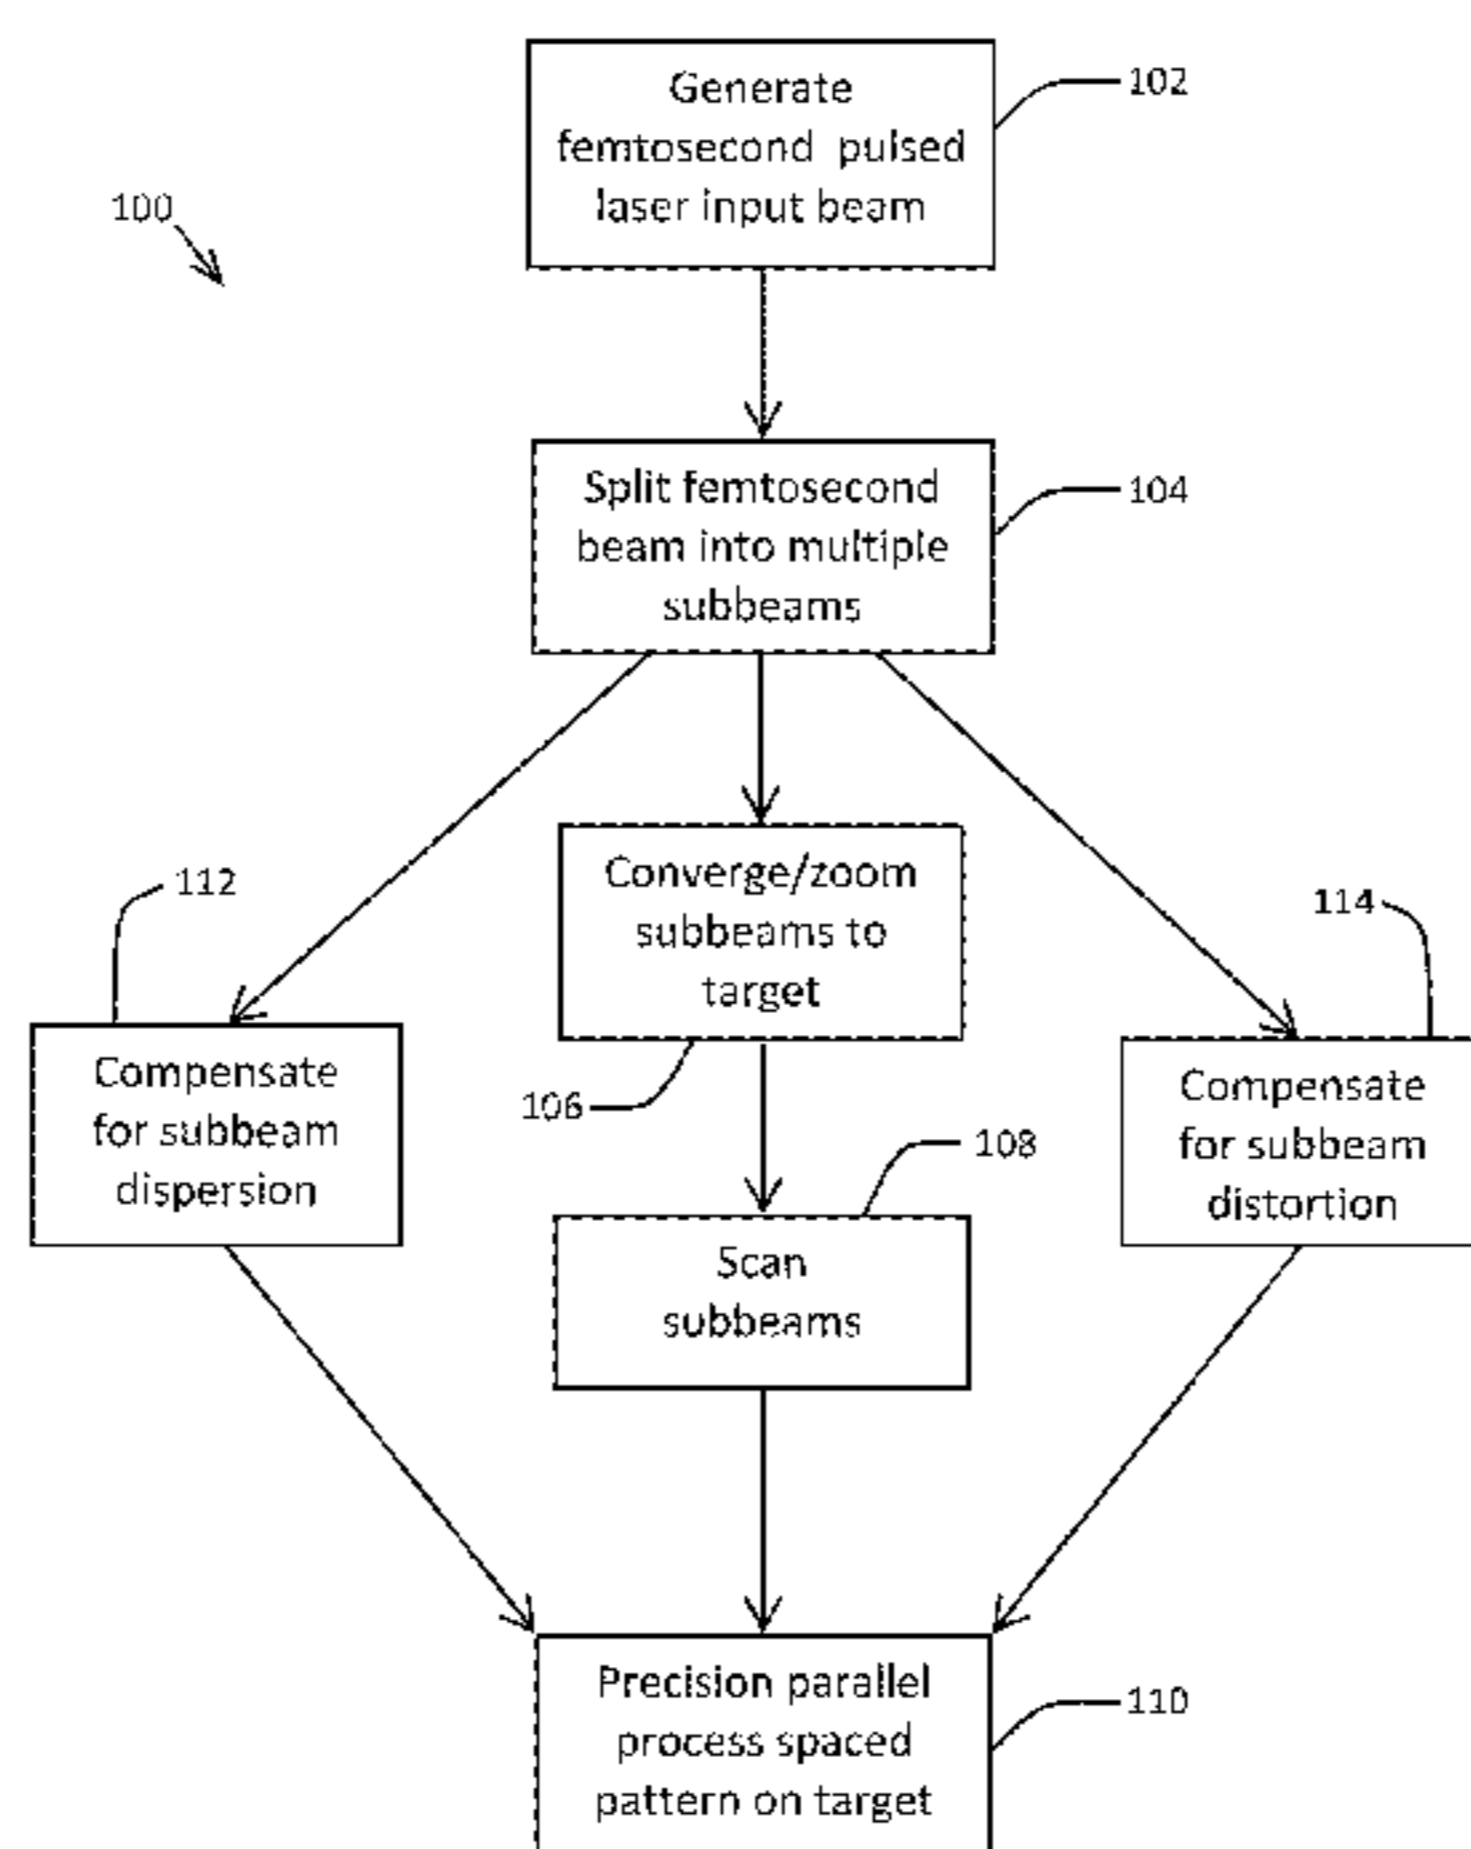 Generate
femtosecond pulsed
laser input beam
102
100
Split femtosecond
beam into multiple
subbeams
104
Converge/zoom
subbeams to
target
106
112
Compensate
for subbeam
dispersion
114
Compensate
for subbeam
distortion
108
Scan
subbeams
Precision parallel
process spaced
pattern on target
110